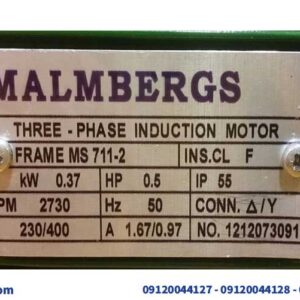 MALMBERGS
THREE - PHASE INDUCTION MOTOR
FRAME MS 711-2 INS.CL F
kW 0.37 HP 0.5 IP 55
PM 2730 Hz 50 CONN. Δ/Y
230/400 A 1.67/0.97 NO. 1212073091
.com 09120044127 - 09120044128 -